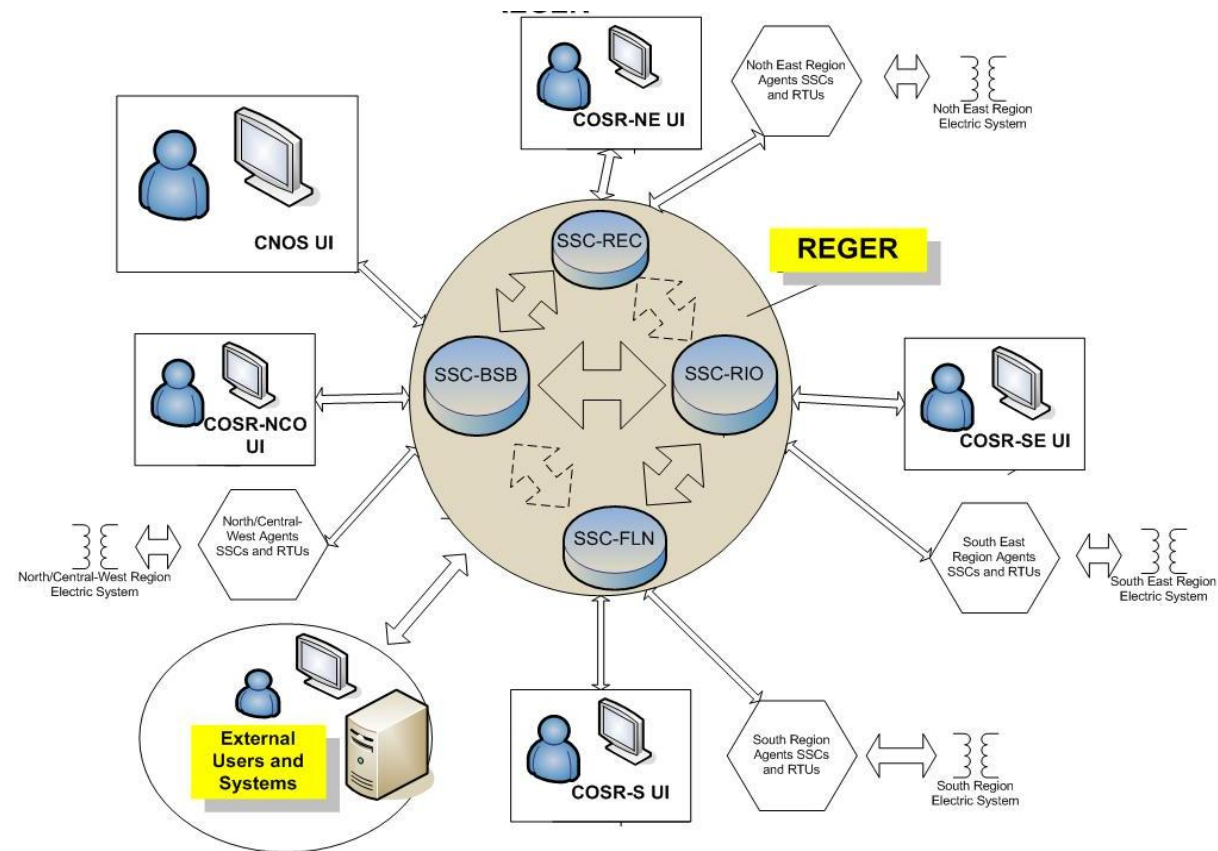 COSR-NE UI
Noth East Region
Agents SSCs
and RTUs
Noth East Region
Electric System
CNOS UI
SSC-REC
REGER
SSC-BSB
SSC-RIO
COSR-NCO
UI
COSR-SE UI
North/Central-
West Agents
SSCs and RTUs
North/Central-West Region
Electric System
SSC-FLN
South East
Region Agents
SSCs and RTUs
South East Region
Electric System
External
Users and
Systems
COSR-S UI
South Region
Agents SSCs
and RTUs
South Region
Electric System